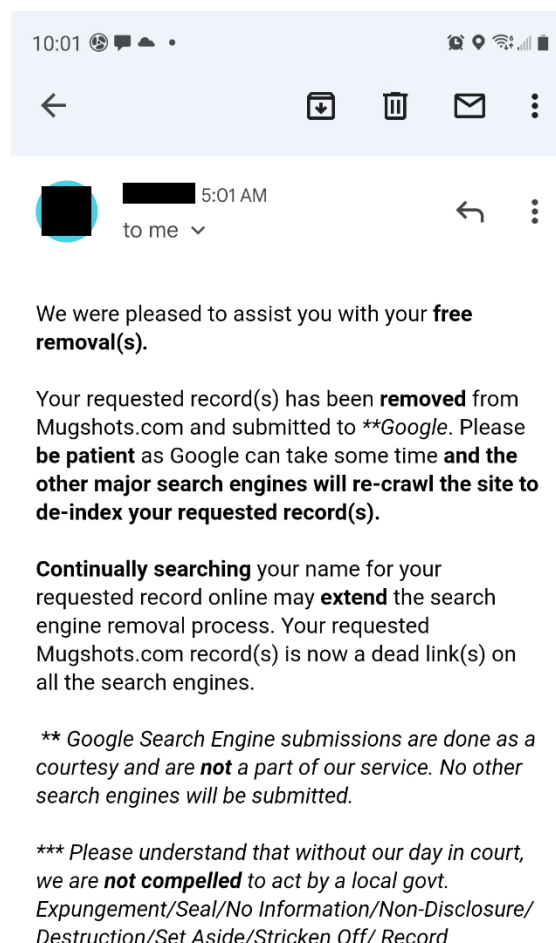 10:01
5:01 AM
to me
We were pleased to assist you with your free
removal(s).
Your requested record(s) has been removed from
Mugshots.com and submitted to **Google. Please
be patient as Google can take some time and the
other major search engines will re-crawl the site to
de-index your requested record(s).
Continually searching your name for your
requested record online may extend the search
engine removal process. Your requested
Mugshots.com record(s) is now a dead link(s) on
all the search engines.
** Google Search Engine submissions are done as a
courtesy and are not a part of our service. No other
search engines will be submitted.
*** Please understand that without our day in court,
we are not compelled to act by a local govt.
Expungement/Seal/No Information/Non-Disclosure/
Destruction/Set Aside/Stricken Off/ Record